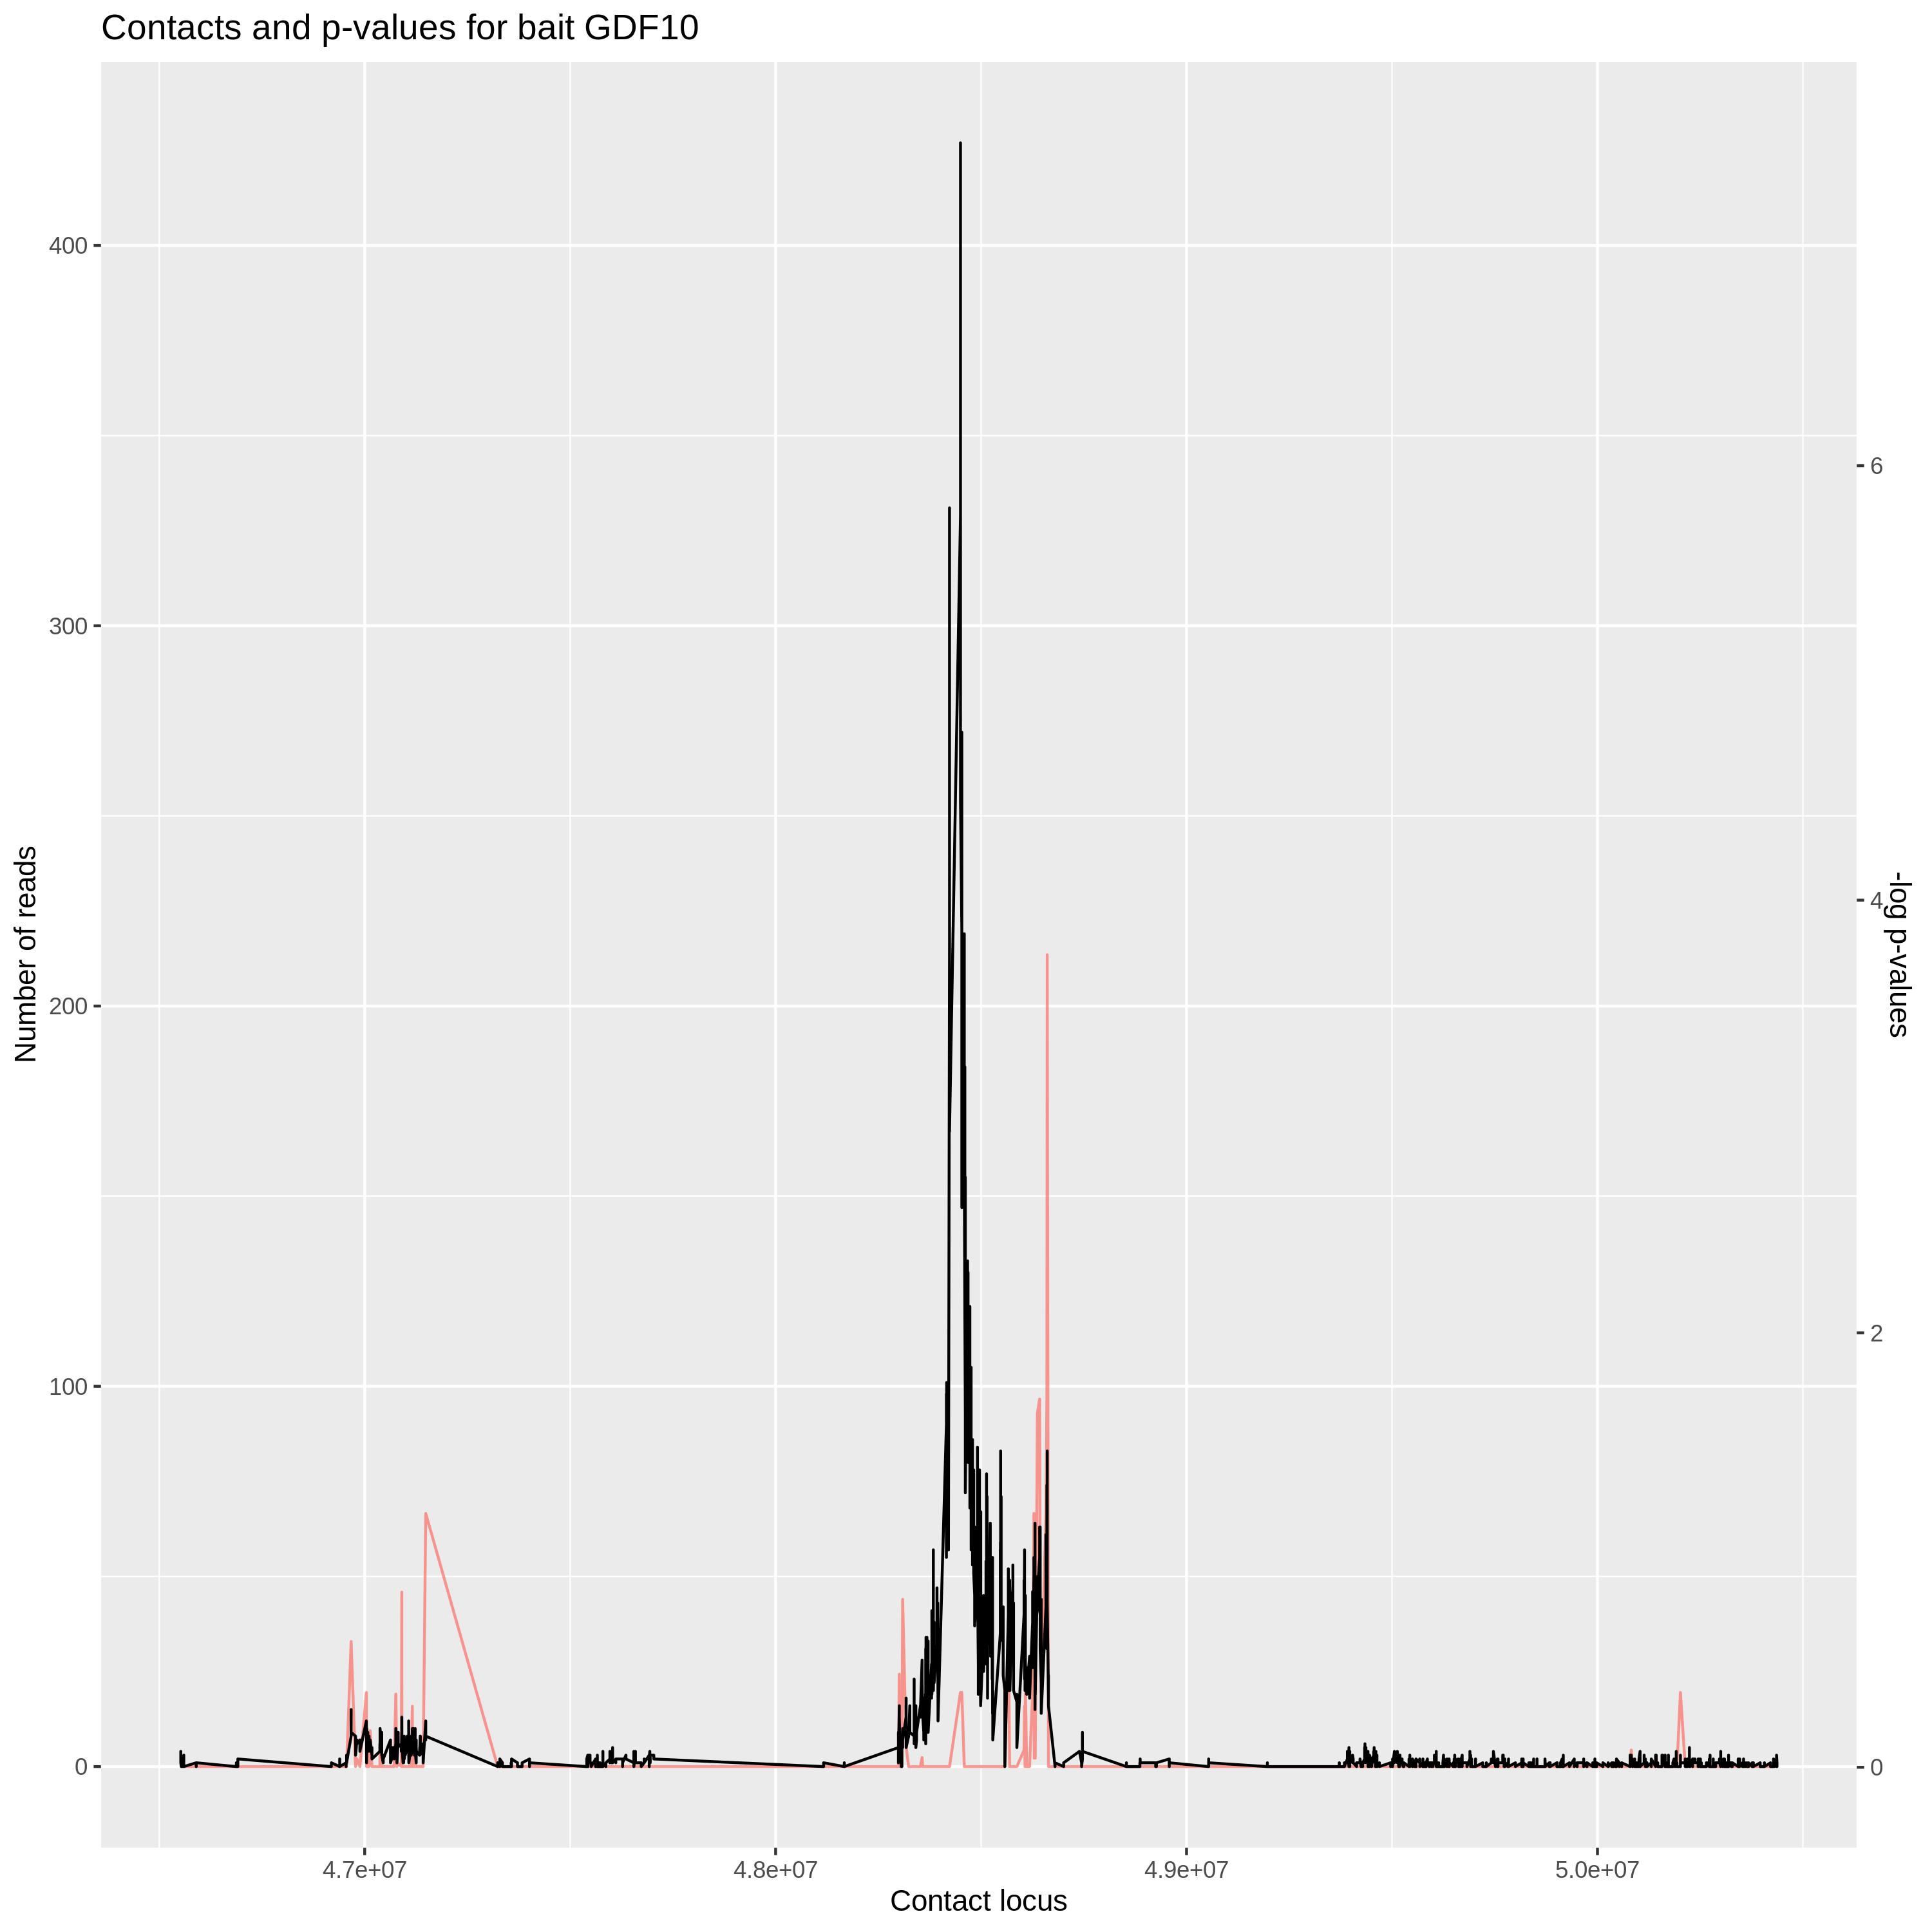 Contacts and p-values for bait GDF10
400
300
200
100
0
Number of reads
6
4
2
0
-log p-values
4.7e+07
4.8e+07
4.9e+07
5.0e+07
Contact locus